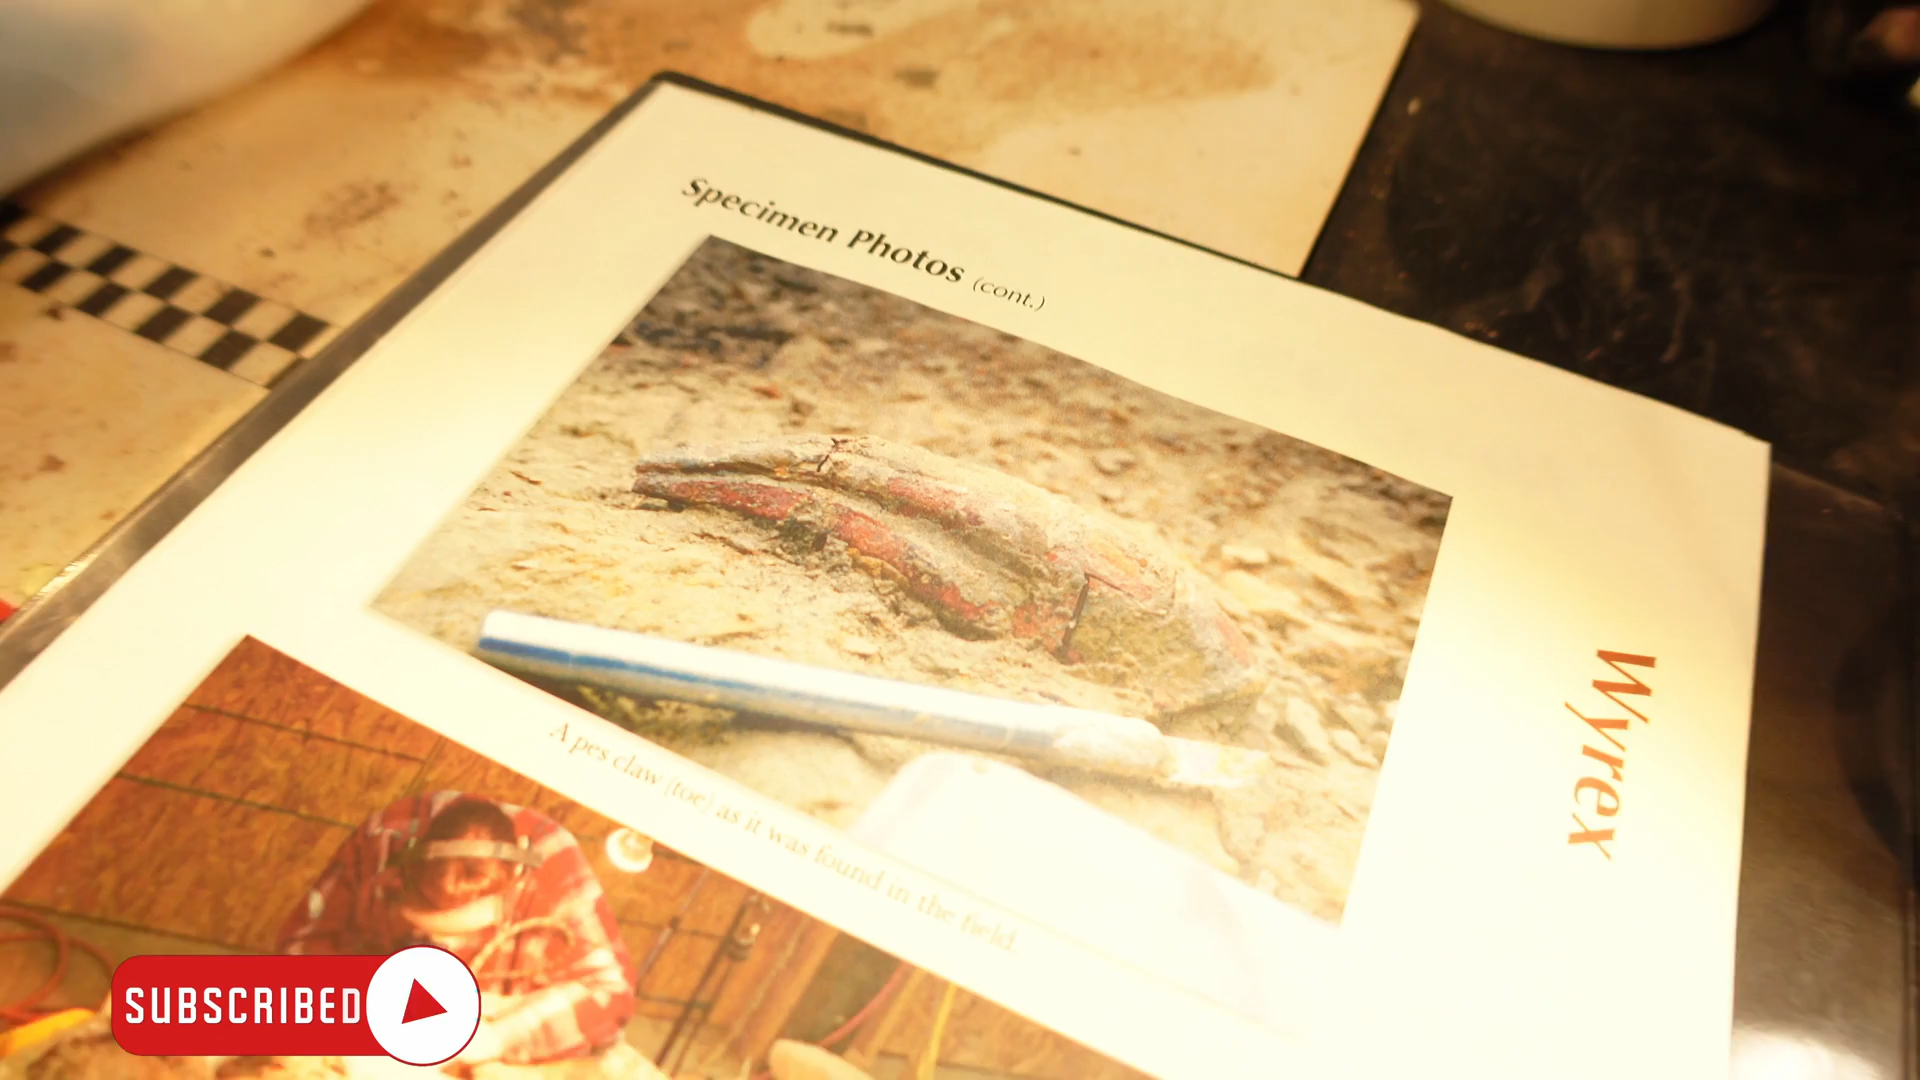 Specimen Photos (cont.)
A pes claw (toe) as it was found in the field.
Wyrex
SUBSCRIBED